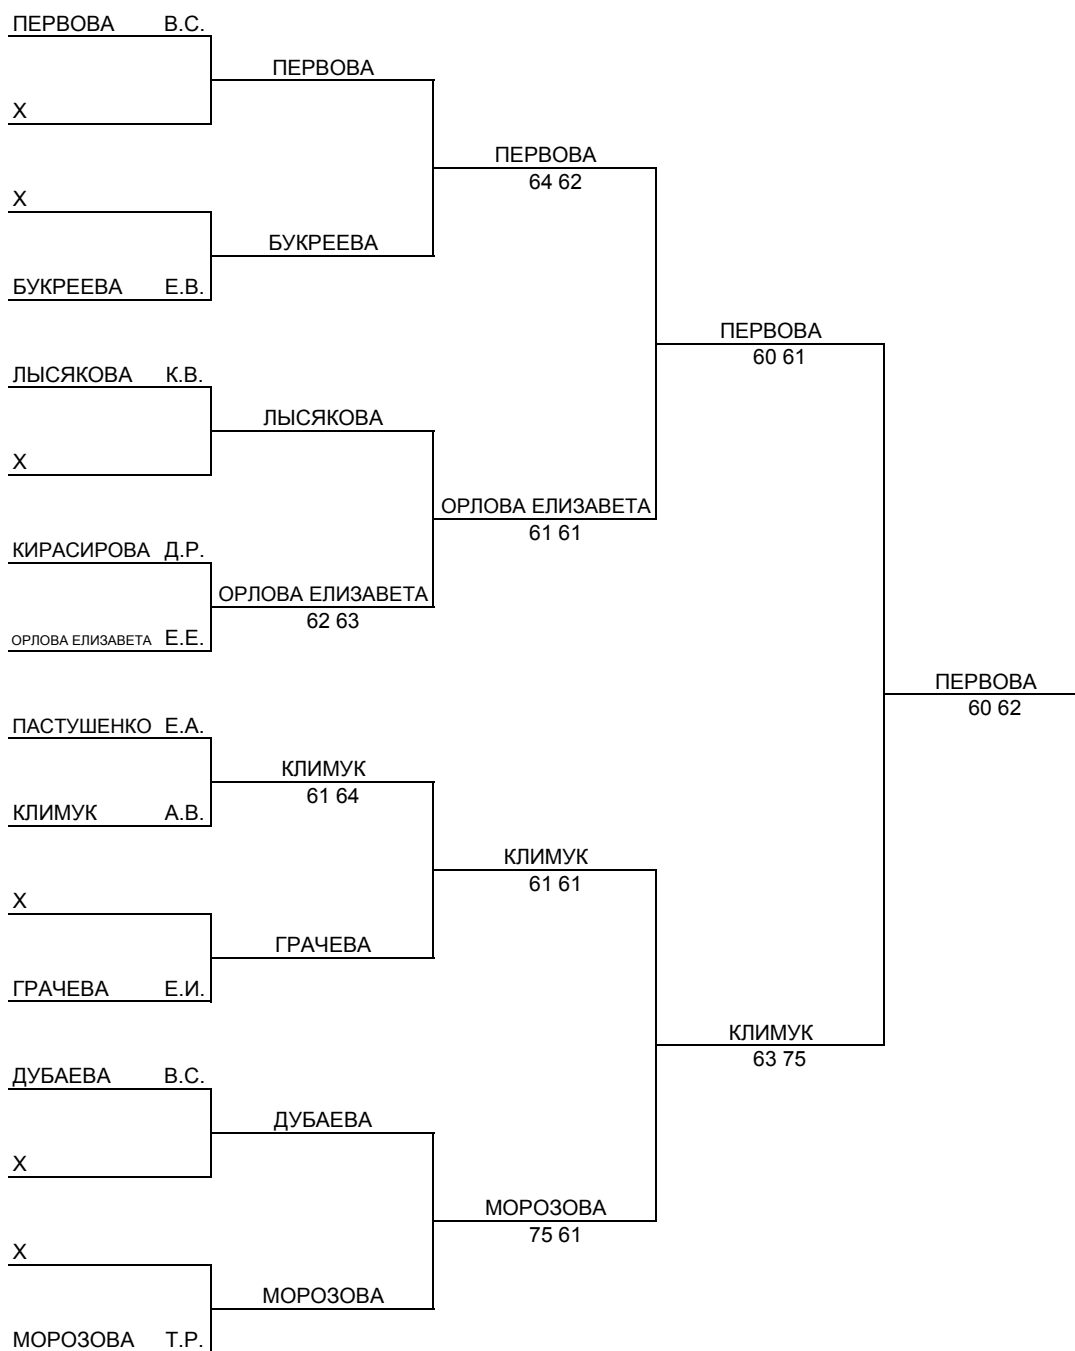 ПЕРВОВА В.С.
ПЕРВОВА
X
ПЕРВОВА
64 62
X
БУКРЕЕВА
БУКРЕЕВА Е.В.
ПЕРВОВА
60 61
ЛЫСЯКОВА К.В.
ЛЫСЯКОВА
X
ОРЛОВА ЕЛИЗАВЕТА
61 61
КИРАСИРОВА Д.Р.
ОРЛОВА ЕЛИЗАВЕТА
62 63
ОРЛОВА ЕЛИЗАВЕТА Е.Е.
ПЕРВОВА
60 62
ПАСТУШЕНКО Е.А.
КЛИМУК
61 64
КЛИМУК А.В.
КЛИМУК
61 61
X
ГРАЧЕВА
ГРАЧЕВА Е.И.
КЛИМУК
63 75
ДУБАЕВА В.С.
ДУБАЕВА
X
МОРОЗОВА
75 61
X
МОРОЗОВА
МОРОЗОВА Т.Р.